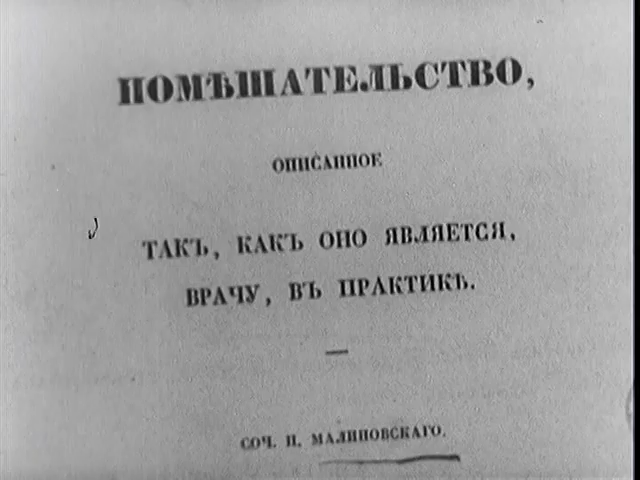 ПОМѢШАТЕЛЬСТВО,
ОПИСАННОЕ
ТАКЪ, КАКЪ ОНО ЯВЛЯЕТСЯ,
ВРАЧУ, ВЪ ПРАКТИКѢ.
СОЧ. П. МАЛИНОВСКАГО.